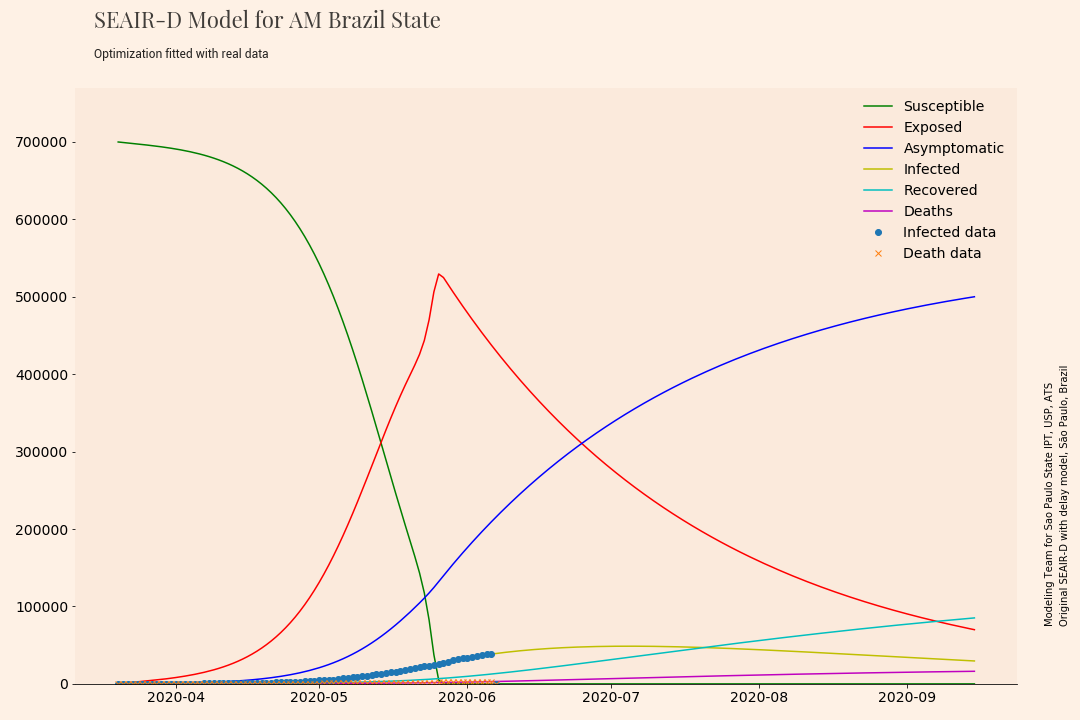 SEAIR-D Model for AM Brazil State
Optimization fitted with real data
Susceptible
Exposed
Asymptomatic
Infected
Recovered
Deaths
Infected data
Death data
700000
600000
500000
400000
300000
200000
100000
0
2020-04
2020-05
2020-06
2020-07
2020-08
2020-09
Modeling Team for Sao Paulo State IPT, USP, ATS
Original SEAIR-D with delay model, São Paulo, Brazil